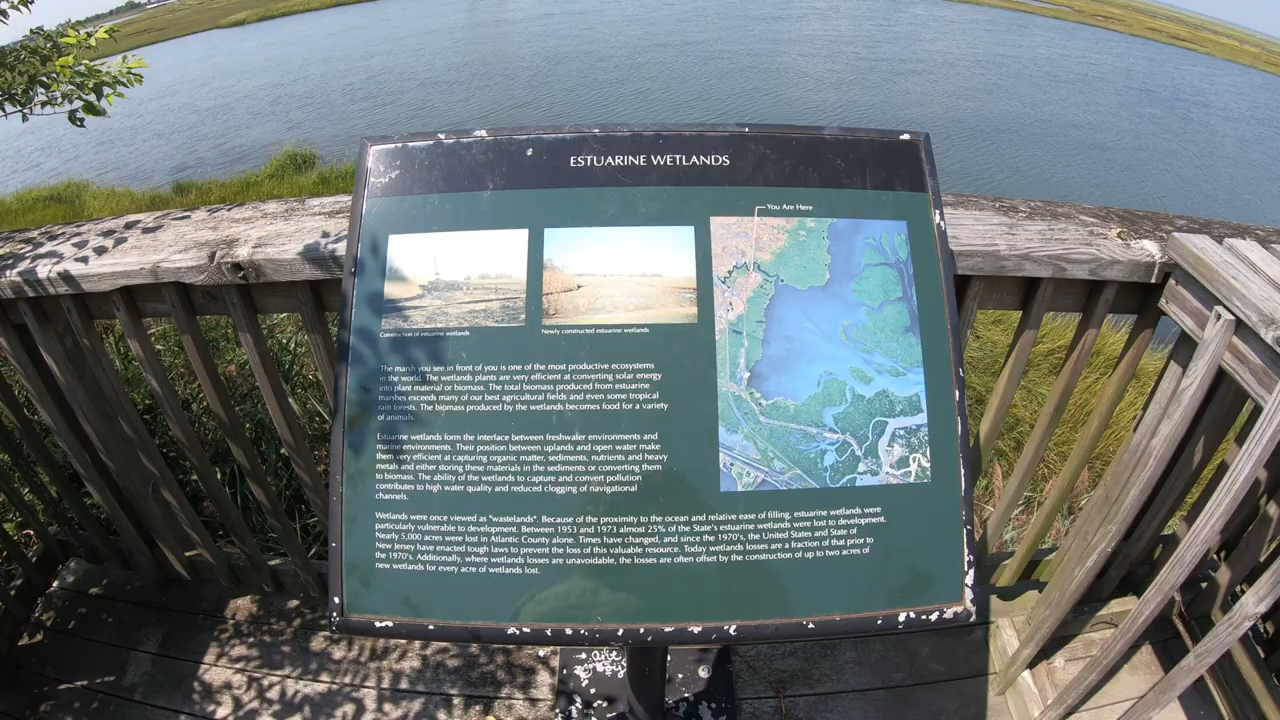 ESTUARINE WETLANDS
You Are Here
Construction of estuarine wetlands
Newly constructed estuarine wetlands
The marsh you see in front of you is one of the most productive ecosystems
in the world. The wetlands plants are very efficient at converting solar energy
into plant material or biomass. The total biomass produced from estuarine
marshes exceeds many of our best agricultural fields and even some tropical
rain forests. The biomass produced by the wetlands becomes food for a variety
of animals.
Estuarine wetlands form the interface between freshwater environments and
marine environments. Their position between uplands and open water make
them very efficient at capturing organic matter, sediments, nutrients and heavy
metals and either storing these materials in the sediments or converting them
to biomass. The ability of the wetlands to capture and convert pollution
contributes to high water quality and reduced clogging of navigational
channels.
Wetlands were once viewed as "wastelands". Because of the proximity to the ocean and relative ease of filling, estuarine wetlands were
particularly vulnerable to development. Between 1953 and 1973 almost 25% of the State's estuarine wetlands were lost to development.
Nearly 5,000 acres were lost in Atlantic County alone. Times have changed, and since the 1970's, the United States and State of
New Jersey have enacted tough laws to prevent the loss of this valuable resource. Today wetlands losses are a fraction of that prior to
the 1970's. Additionally, where wetlands losses are unavoidable, the losses are often offset by the construction of up to two acres of
new wetlands for every acre of wetlands lost.